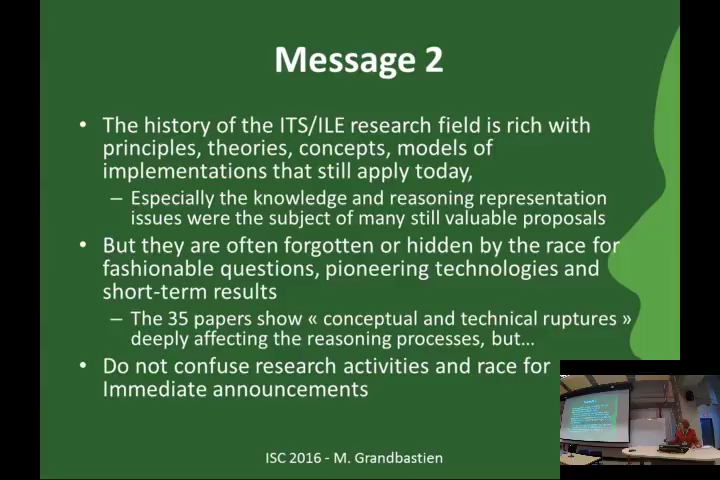 Message 2
• The history of the ITS/ILE research field is rich with
principles, theories, concepts, models of
implementations that still apply today,
– Especially the knowledge and reasoning representation
issues were the subject of many still valuable proposals
• But they are often forgotten or hidden by the race for
fashionable questions, pioneering technologies and
short-term results
– The 35 papers show « conceptual and technical ruptures »
deeply affecting the reasoning processes, but…
• Do not confuse research activities and race for
Immediate announcements
ISC 2016 - M. Grandbastien